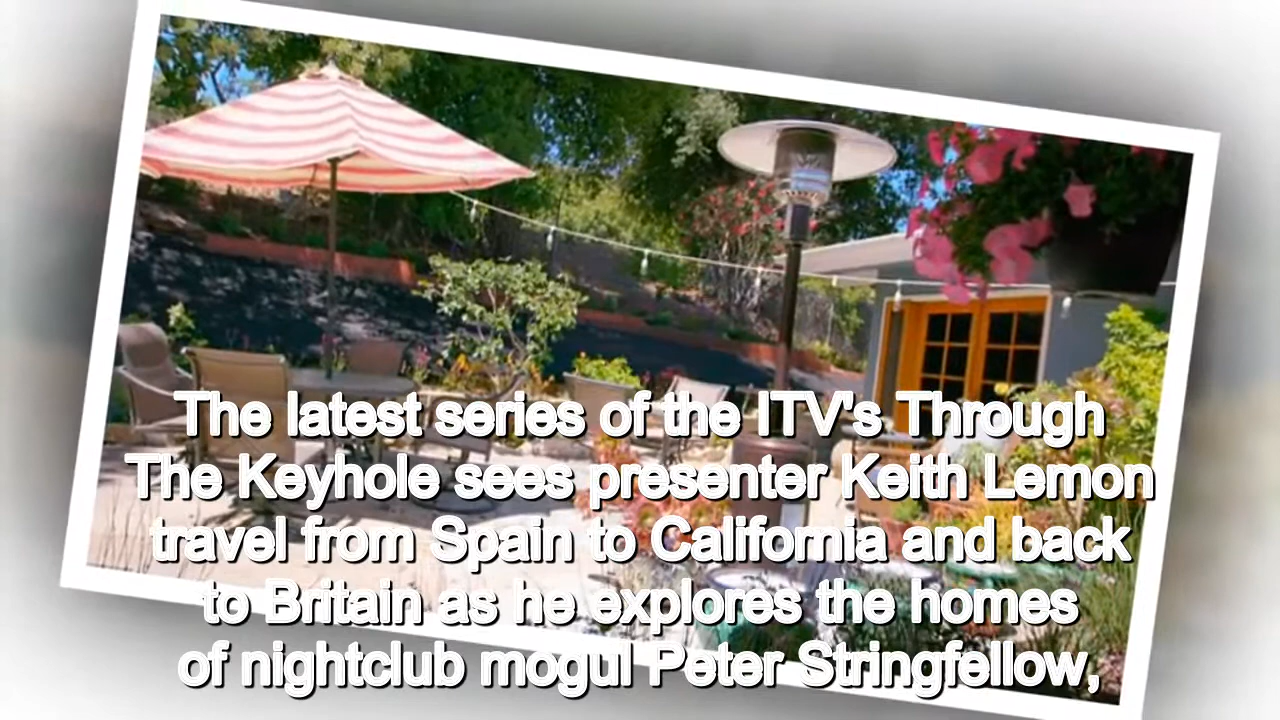 The latest series of the ITV's Through
The Keyhole sees presenter Keith Lemon
travel from Spain to California and back
to Britain as he explores the homes
of nightclub mogul Peter Stringfellow,